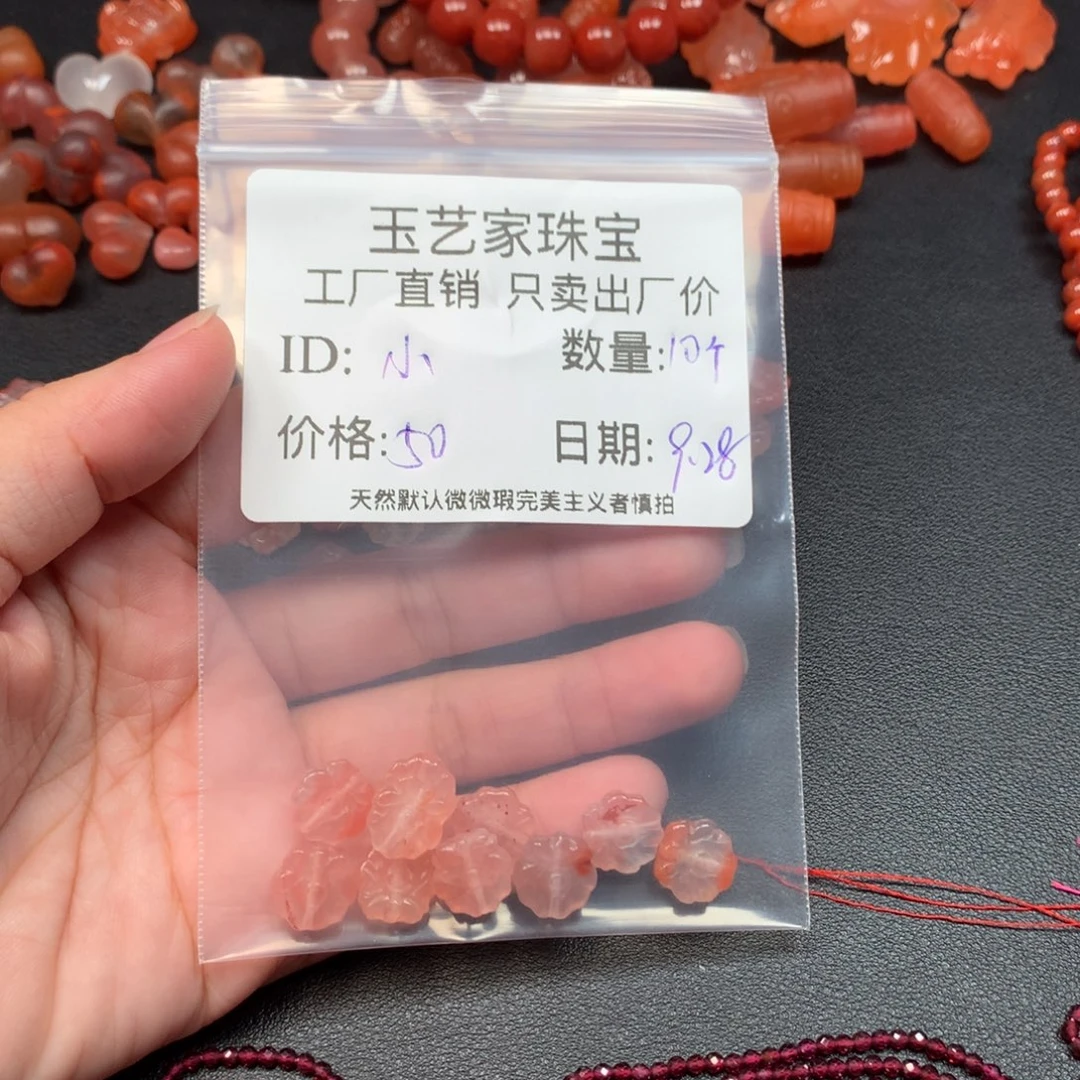 玉艺家珠宝
工厂直销 只卖出厂价
ID: 小 数量:10个
价格:50 日期:9.28
天然默认微微瑕完美主义者慎拍